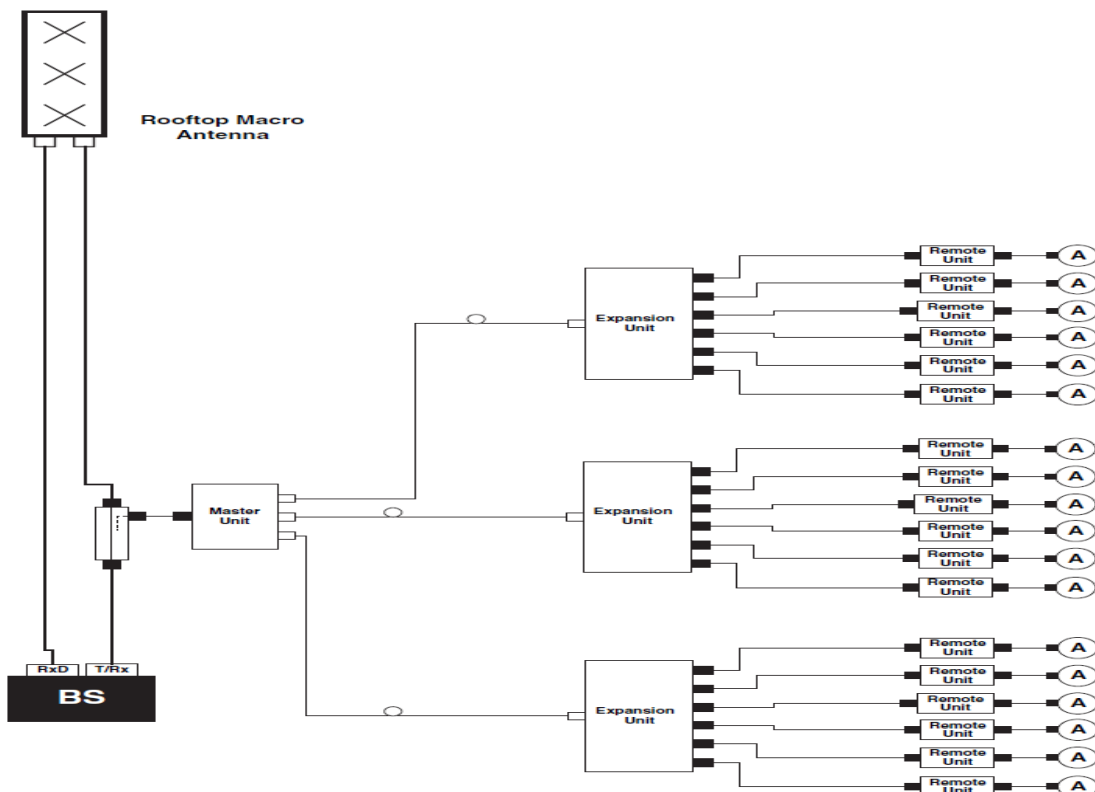 Rooftop Macro
Antenna
Remote
Unit
A
Remote
Unit
A
Remote
Unit
A
Remote
Unit
A
Remote
Unit
A
Remote
Unit
A
Expansion
Unit
Remote
Unit
A
Remote
Unit
A
Remote
Unit
A
Remote
Unit
A
Remote
Unit
A
Remote
Unit
A
Master
Unit
Expansion
Unit
Remote
Unit
A
Remote
Unit
A
Remote
Unit
A
Remote
Unit
A
Remote
Unit
A
Remote
Unit
A
Expansion
Unit
RxD
T/Rx
BS